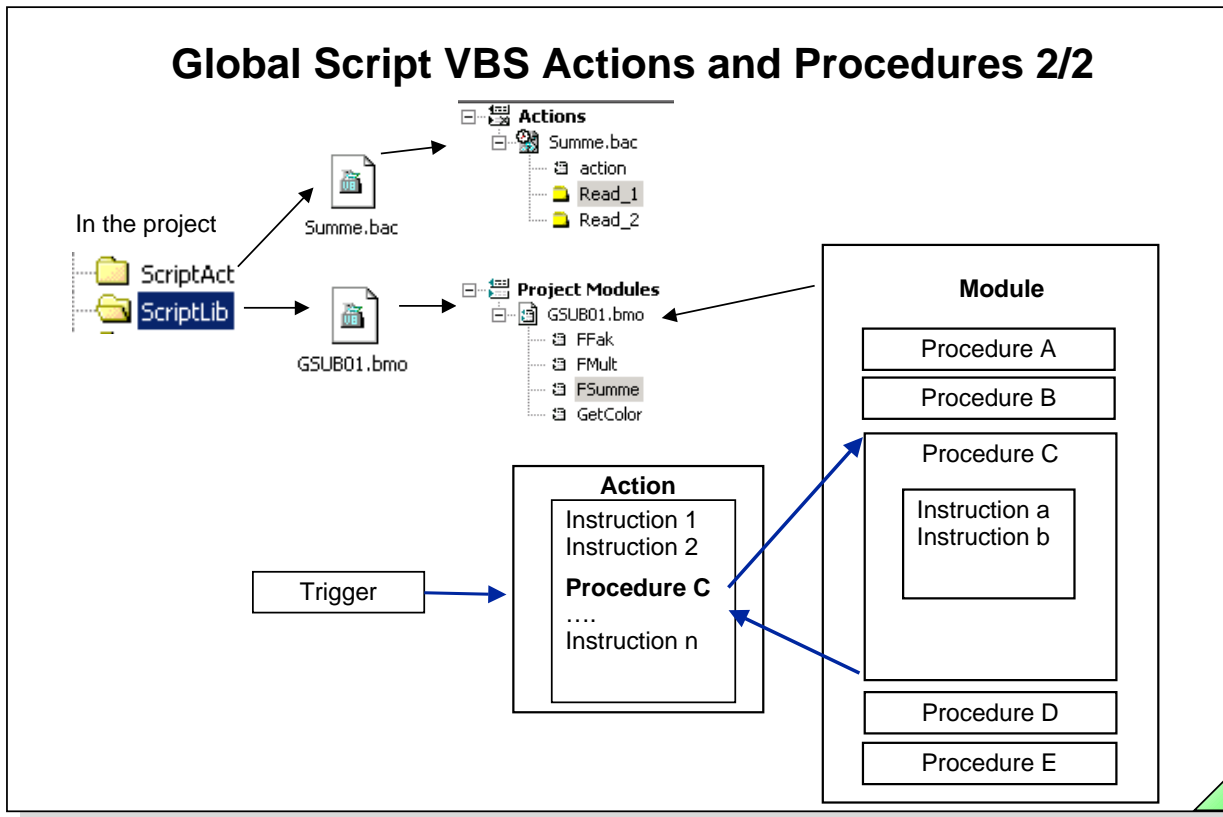 Global Script VBS Actions and Procedures 2/2
Actions
Summe.bac
action
Read_1
Read_2
Summe.bac
In the project
ScriptAct
ScriptLib
GSUB01.bmo
Project Modules
GSUB01.bmo
FFak
FMult
FSumme
GetColor
Trigger
Action
Instruction 1
Instruction 2
Procedure C
....
Instruction n
Module
Procedure A
Procedure B
Procedure C
Instruction a
Instruction b
Procedure D
Procedure E